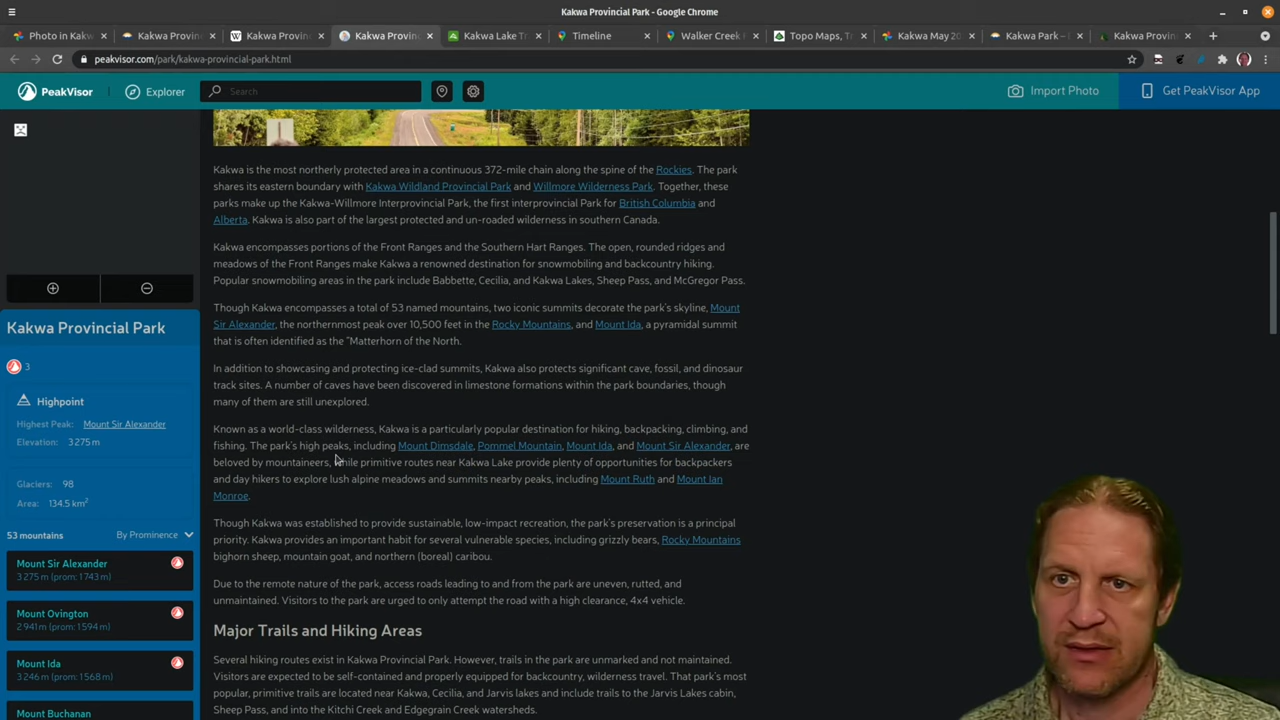 Kakwa Provincial Park - Google Chrome
Photo in Kakw
Kakwa Provinc
Kakwa Provinc
Kakwa Provinc
Kakwa Lake Tr
Timeline
Walker Creek
Topo Maps, Tr
Kakwa May 20
Kakwa Park –
Kakwa Provinc
peakvisor.com/park/kakwa-provincial-park.html
PeakVisor
Explorer
Search
Import Photo
Get PeakVisor App
Kakwa is the most northerly protected area in a continuous 372-mile chain along the spine of the Rockies. The park
shares its eastern boundary with Kakwa Wildland Provincial Park and Willmore Wilderness Park. Together, these
parks make up the Kakwa-Willmore Interprovincial Park, the first interprovincial Park for British Columbia and
Alberta. Kakwa is also part of the largest protected and un-roaded wilderness in southern Canada.
Kakwa encompasses portions of the Front Ranges and the Southern Hart Ranges. The open, rounded ridges and
meadows of the Front Ranges make Kakwa a renowned destination for snowmobiling and backcountry hiking.
Popular snowmobiling areas in the park include Babbette, Cecilia, and Kakwa Lakes, Sheep Pass, and McGregor Pass.
Though Kakwa encompasses a total of 53 named mountains, two iconic summits decorate the park's skyline, Mount
Sir Alexander, the northernmost peak over 10,500 feet in the Rocky Mountains, and Mount Ida, a pyramidal summit
that is often identified as the "Matterhorn of the North.
In addition to showcasing and protecting ice-clad summits, Kakwa also protects significant cave, fossil, and dinosaur
track sites. A number of caves have been discovered in limestone formations within the park boundaries, though
many of them are still unexplored.
Known as a world-class wilderness, Kakwa is a particularly popular destination for hiking, backpacking, climbing, and
fishing. The park's high peaks, including Mount Dimsdale, Pommel Mountain, Mount Ida, and Mount Sir Alexander, are
beloved by mountaineers, while primitive routes near Kakwa Lake provide plenty of opportunities for backpackers
and day hikers to explore lush alpine meadows and summits nearby peaks, including Mount Ruth and Mount Ian
Monroe.
Though Kakwa was established to provide sustainable, low-impact recreation, the park's preservation is a principal
priority. Kakwa provides an important habit for several vulnerable species, including grizzly bears, Rocky Mountains
bighorn sheep, mountain goat, and northern (boreal) caribou.
Due to the remote nature of the park, access roads leading to and from the park are uneven, rutted, and
unmaintained. Visitors to the park are urged to only attempt the road with a high clearance, 4x4 vehicle.
Major Trails and Hiking Areas
Several hiking routes exist in Kakwa Provincial Park. However, trails in the park are unmarked and not maintained.
Visitors are expected to be self-contained and properly equipped for backcountry, wilderness travel. That park's most
popular, primitive trails are located near Kakwa, Cecilia, and Jarvis lakes and include trails to the Jarvis Lakes cabin,
Sheep Pass, and into the Kitchi Creek and Edgegrain Creek watersheds.
Kakwa Provincial Park
3
Highpoint
Highest Peak: Mount Sir Alexander
Elevation: 3 275 m
Glaciers: 98
Area: 134.5 km²
53 mountains
By Prominence
Mount Sir Alexander
3 275 m (prom: 1 743 m)
Mount Ovington
2 941 m (prom: 1 594 m)
Mount Ida
3 246 m (prom: 1 568 m)
Mount Buchanan